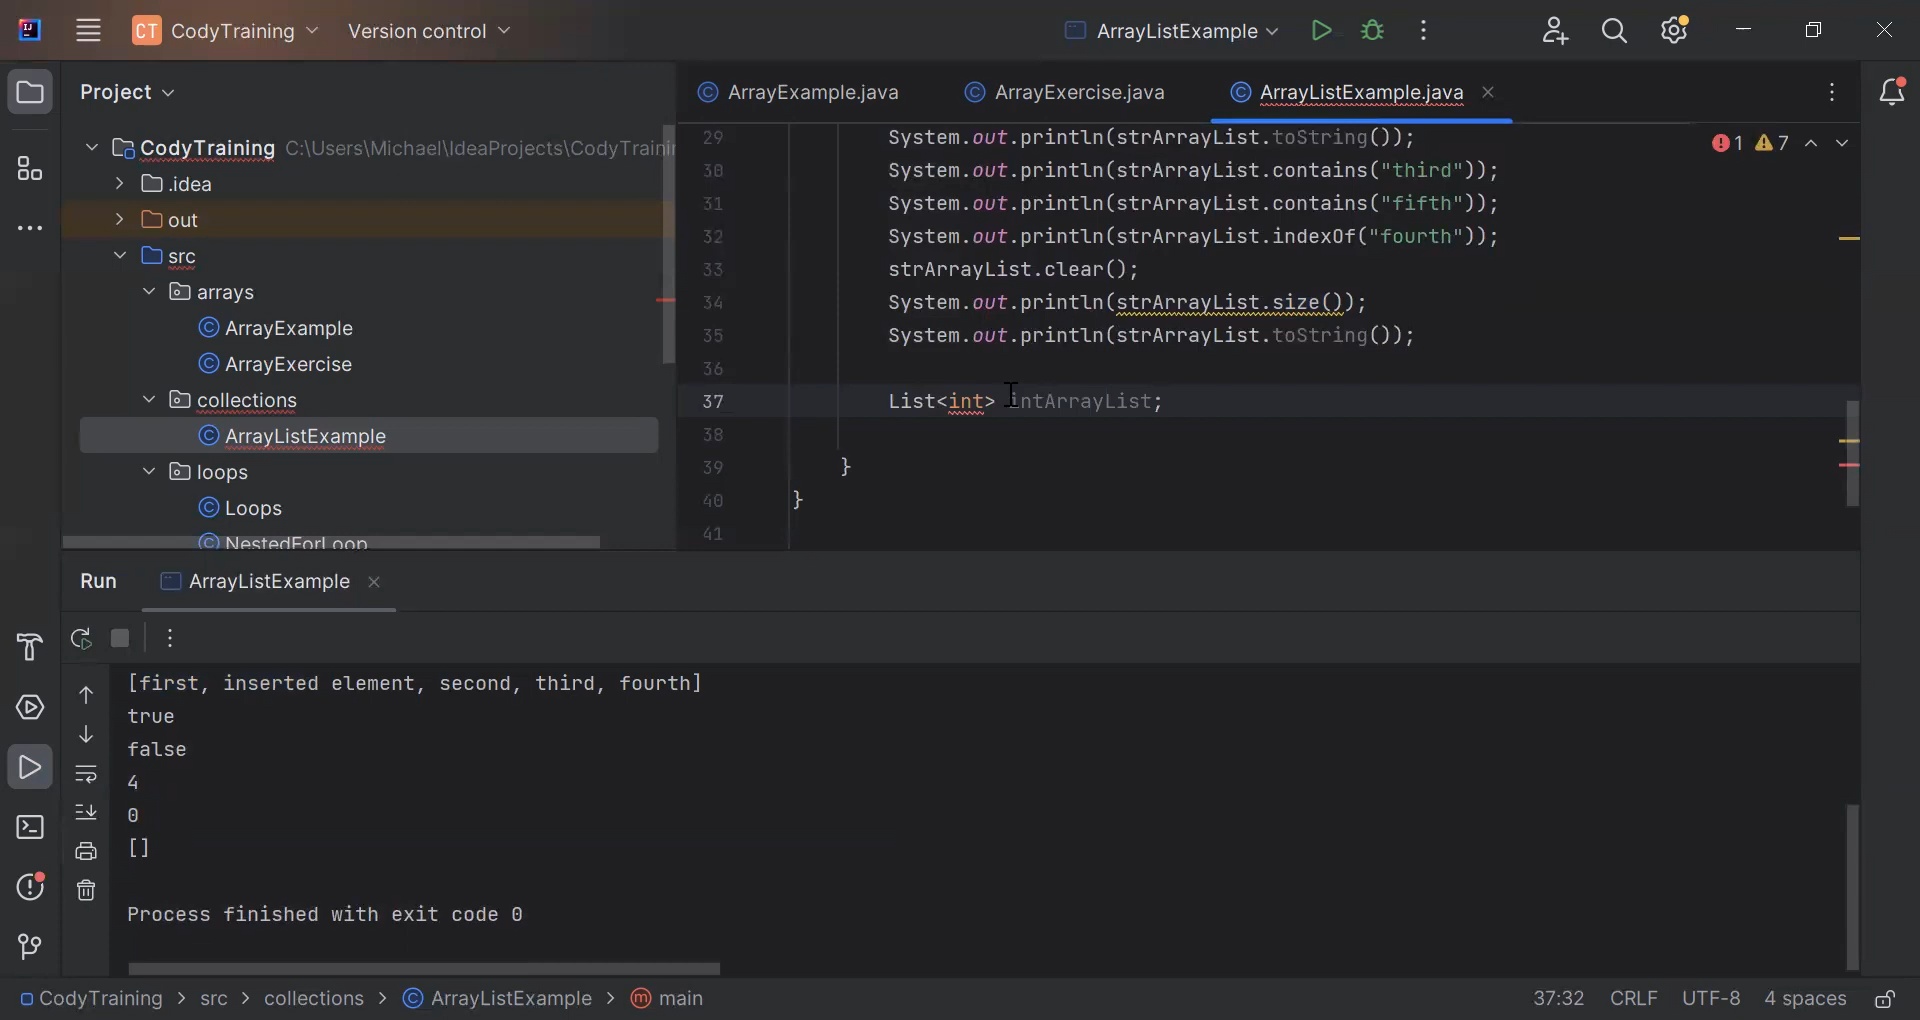 CT CodyTraining Version control ArrayListExample
Project
ArrayExample.java ArrayExercise.java ArrayListExample.java
CodyTraining C:\Users\Michael\IdeaProjects\CodyTraini
.idea
out
src
arrays
ArrayExample
ArrayExercise
collections
ArrayListExample
loops
Loops
NestedForLoop
1 7
29 System.out.println(strArrayList.toString());
30 System.out.println(strArrayList.contains("third"));
31 System.out.println(strArrayList.contains("fifth"));
32 System.out.println(strArrayList.indexOf("fourth"));
33 strArrayList.clear();
34 System.out.println(strArrayList.size());
35 System.out.println(strArrayList.toString());
36
37 List<int> intArrayList;
38
39 }
40 }
41
Run ArrayListExample
[first, inserted element, second, third, fourth]
true
false
4
0
[]
Process finished with exit code 0
CodyTraining > src > collections > ArrayListExample > main 37:32 CRLF UTF-8 4 spaces